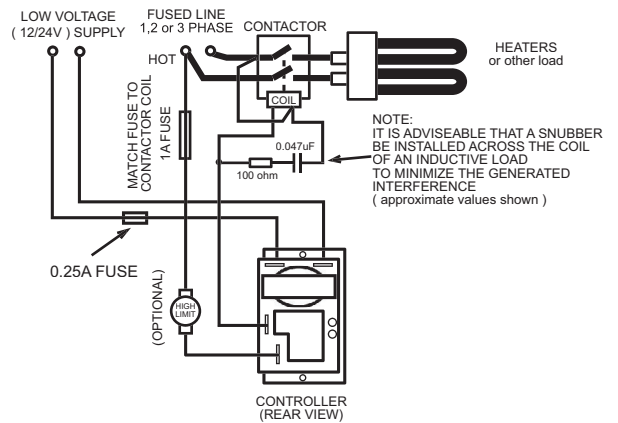 LOW VOLTAGE
( 12/24V ) SUPPLY
FUSED LINE
1,2 or 3 PHASE
HOT
CONTACTOR
HEATERS
or other load
COIL
MATCH FUSE TO
CONTACTOR COIL
1A FUSE
0.047uF
100 ohm
NOTE:
IT IS ADVISEABLE THAT A SNUBBER
BE INSTALLED ACROSS THE COIL
OF AN INDUCTIVE LOAD
TO MINIMIZE THE GENERATED
INTERFERENCE
( approximate values shown )
0.25A FUSE
(OPTIONAL)
HIGH
LIMIT
CONTROLLER
(REAR VIEW)